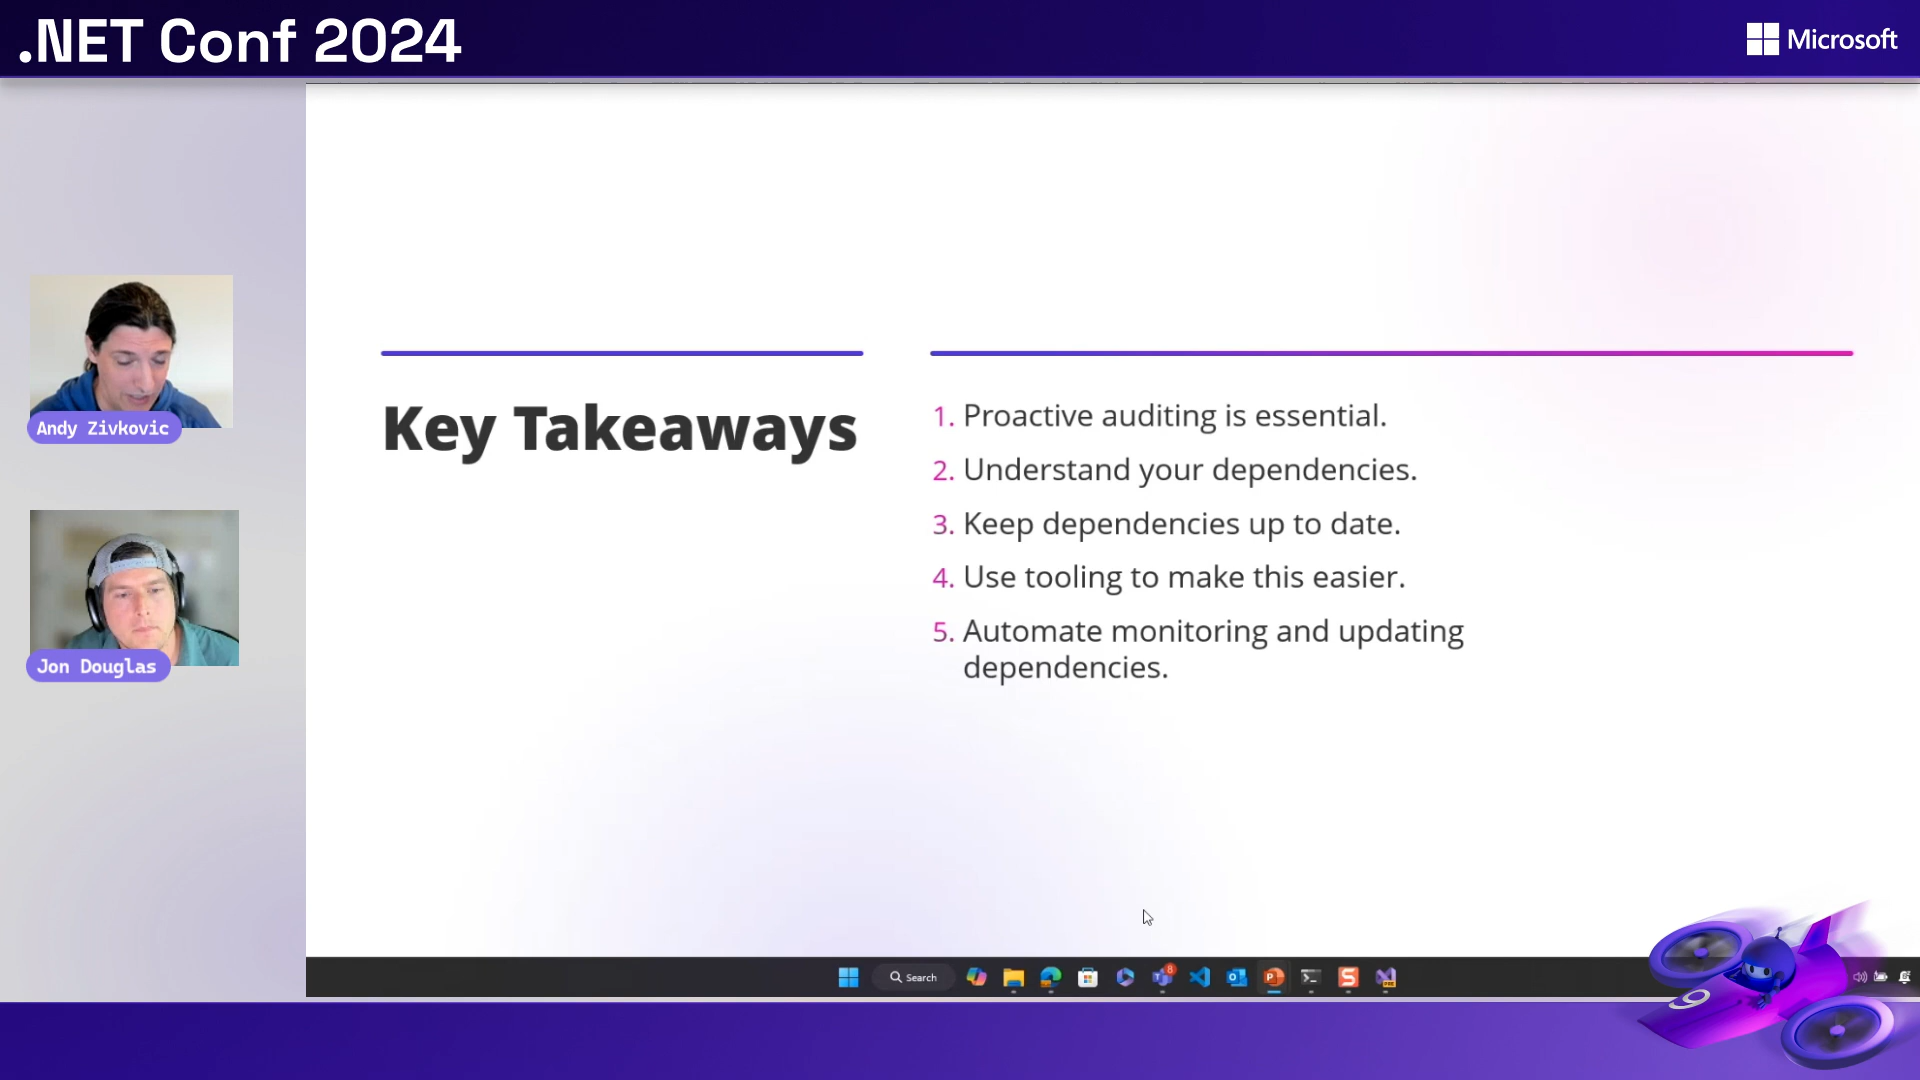 .NET Conf 2024
Microsoft
Andy Zivkovic
Jon Douglas
Key Takeaways
1. Proactive auditing is essential.
2. Understand your dependencies.
3. Keep dependencies up to date.
4. Use tooling to make this easier.
5. Automate monitoring and updating
dependencies.
Search
8
9